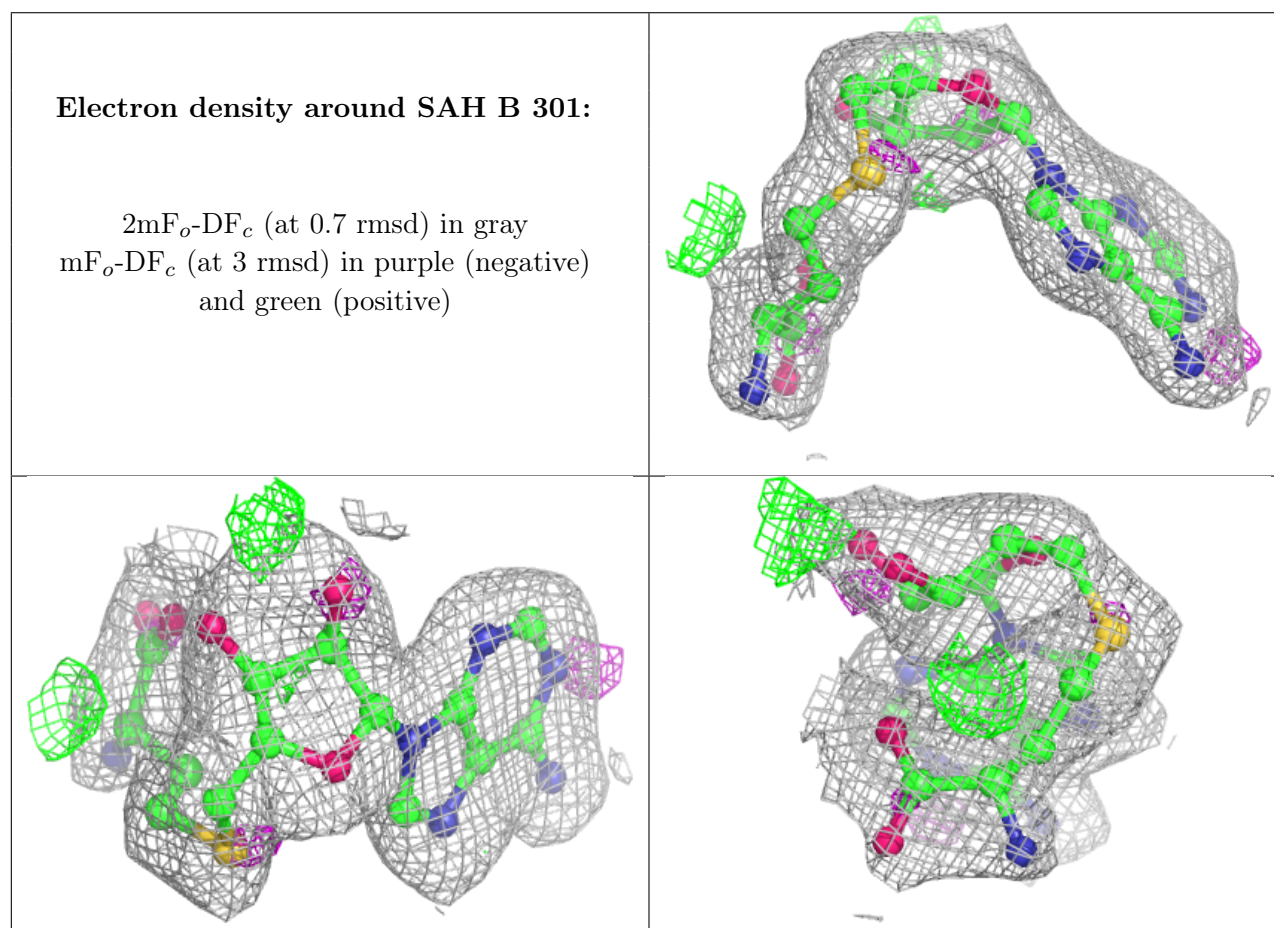 Electron density around SAH B 301:
2mFo-DFc (at 0.7 rmsd) in gray
mFo-DFc (at 3 rmsd) in purple (negative)
and green (positive)